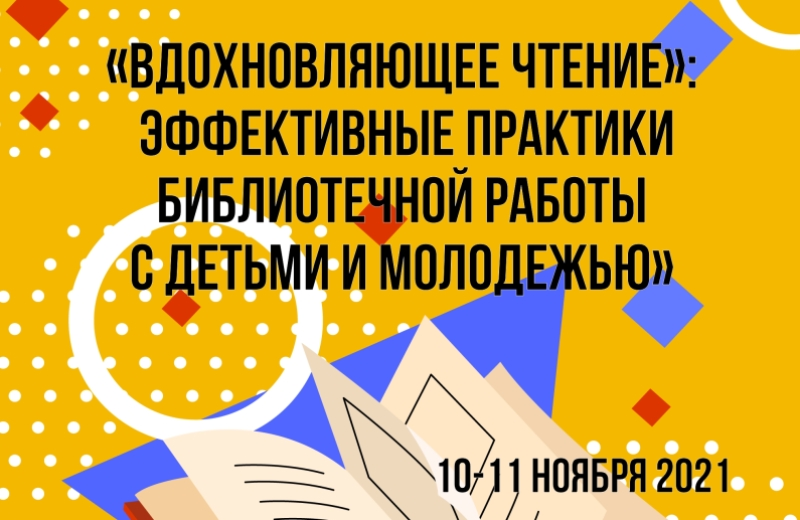 «ВДОХНОВЛЯЮЩЕЕ ЧТЕНИЕ»:
ЭФФЕКТИВНЫЕ ПРАКТИКИ
БИБЛИОТЕЧНОЙ РАБОТЫ
С ДЕТЬМИ И МОЛОДЕЖЬЮ»
10-11 НОЯБРЯ 2021